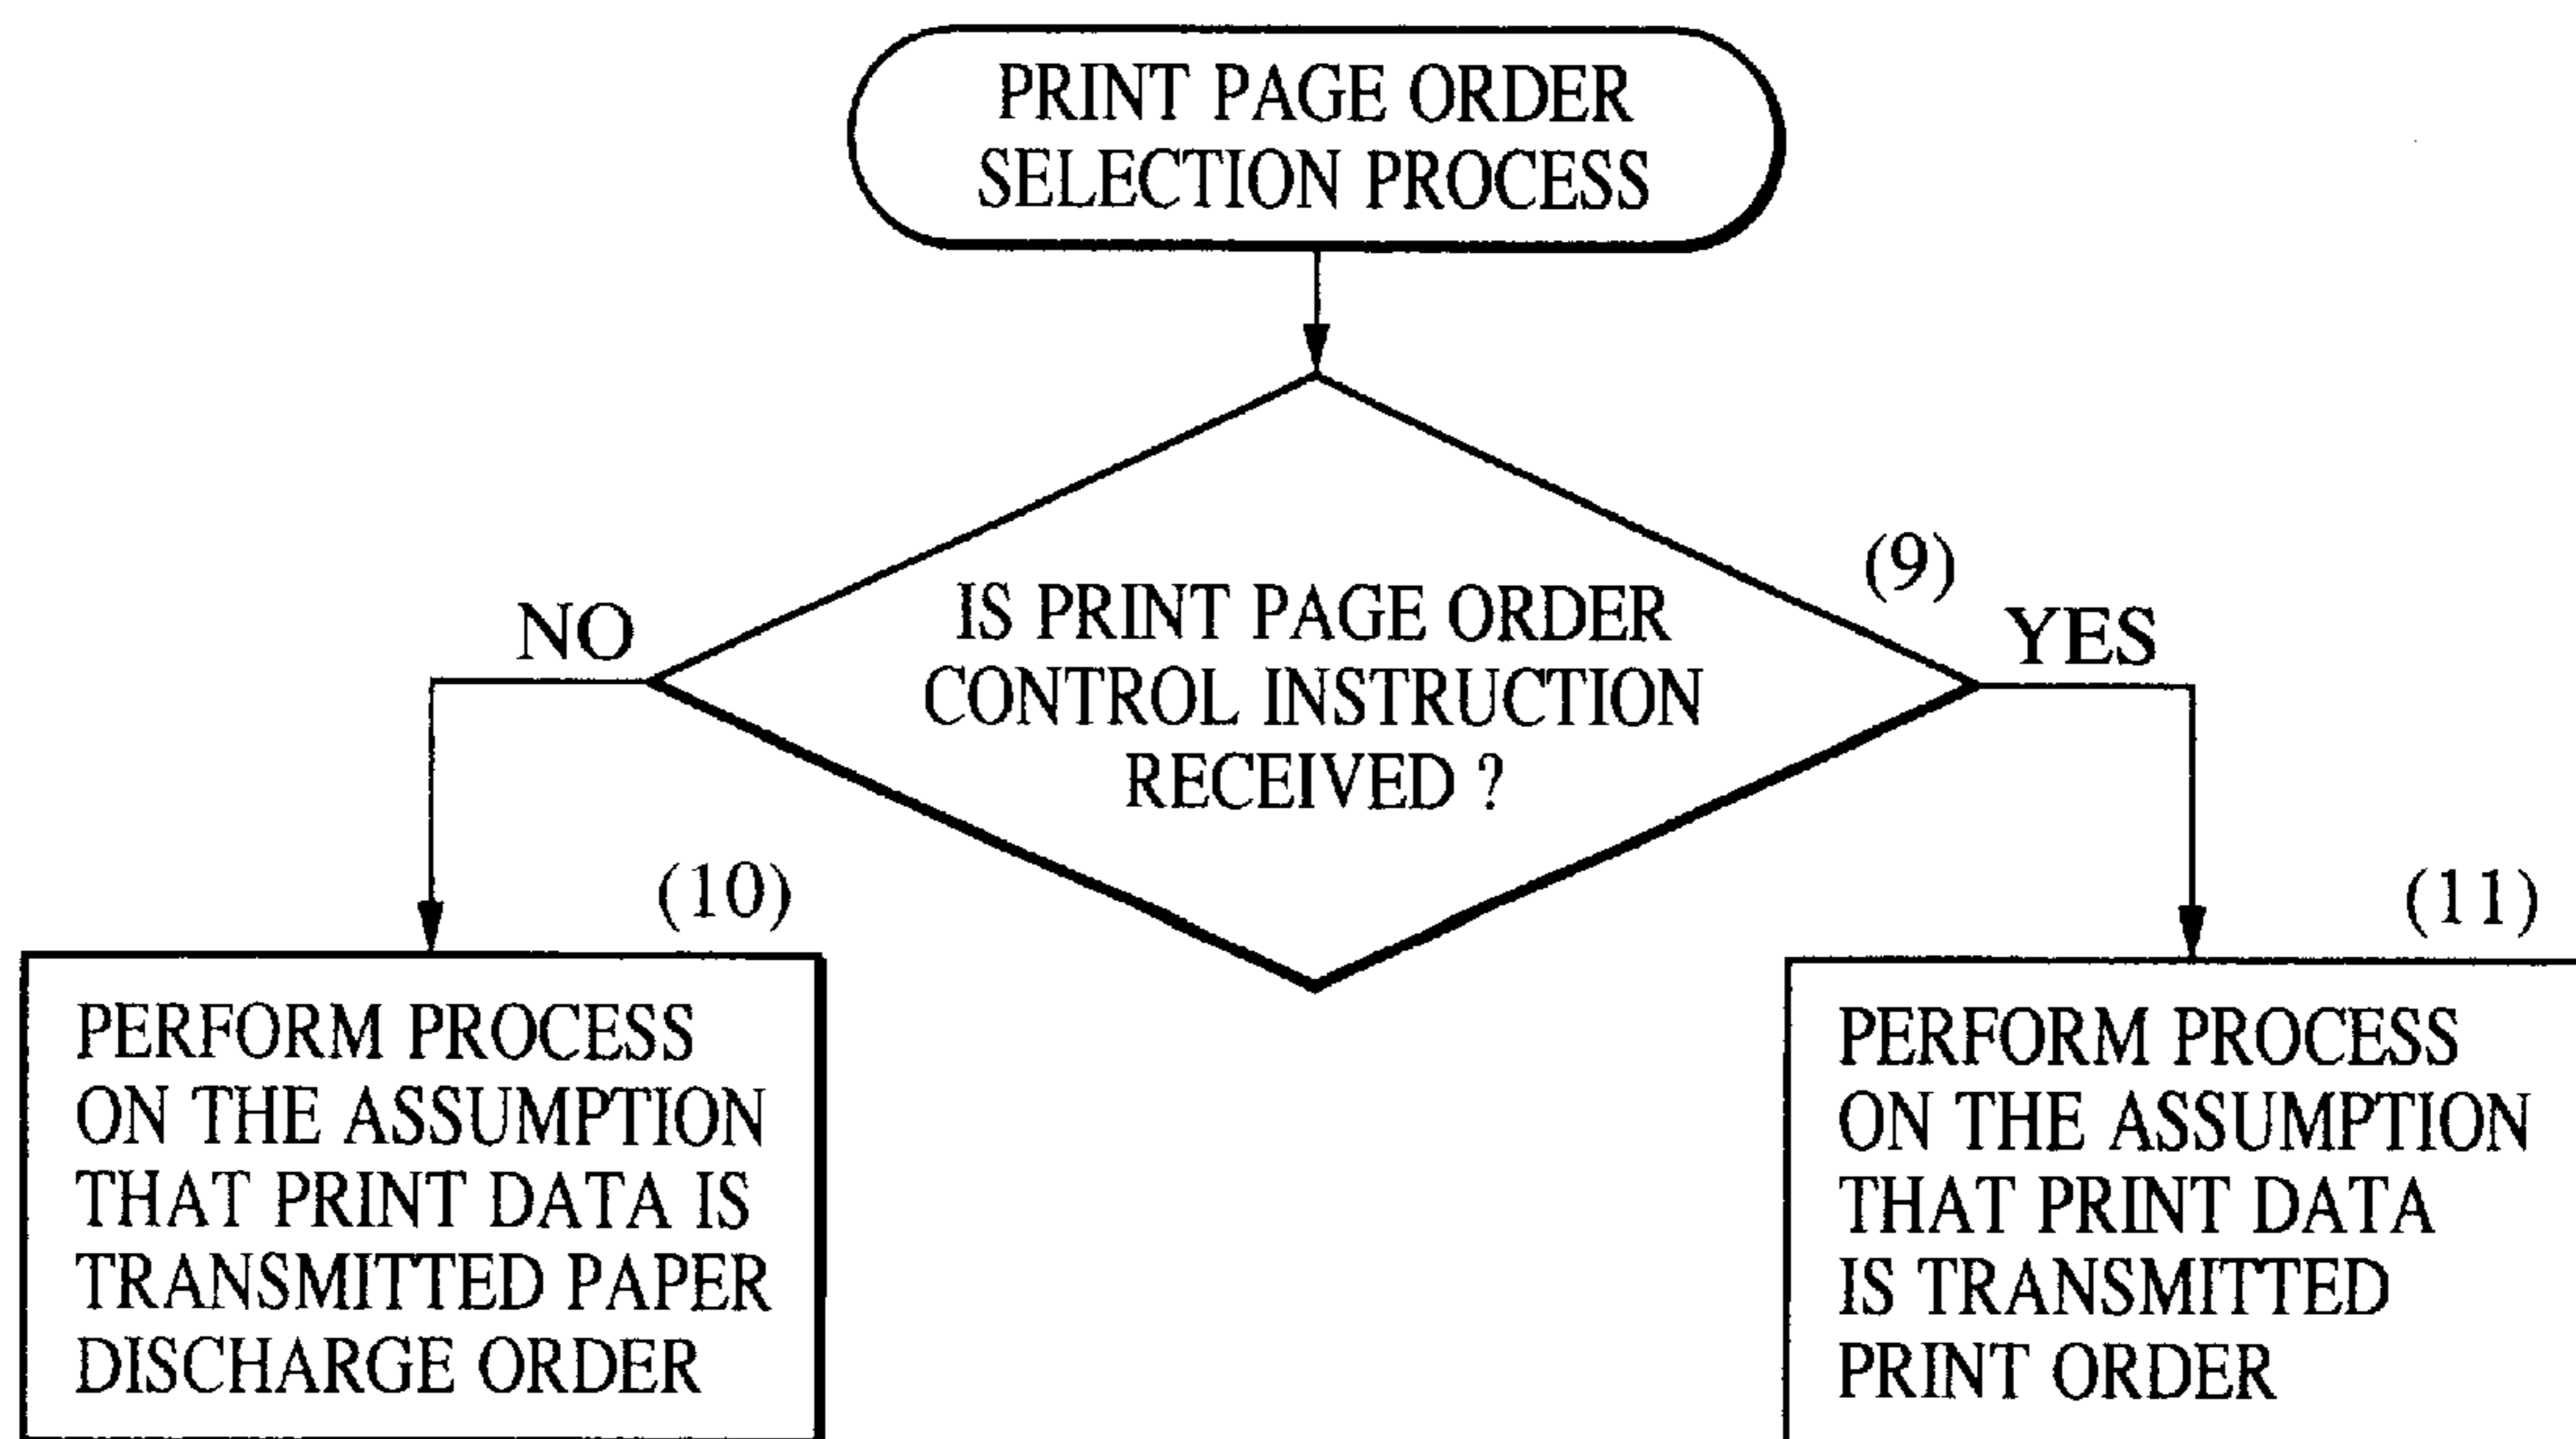 PRINT PAGE ORDER
SELECTION PROCESS
(9)
IS PRINT PAGE ORDER
CONTROL INSTRUCTION
RECEIVED ?
NO
YES
(10)
PERFORM PROCESS
ON THE ASSUMPTION
THAT PRINT DATA IS
TRANSMITTED PAPER
DISCHARGE ORDER
(11)
PERFORM PROCESS
ON THE ASSUMPTION
THAT PRINT DATA
IS TRANSMITTED
PRINT ORDER